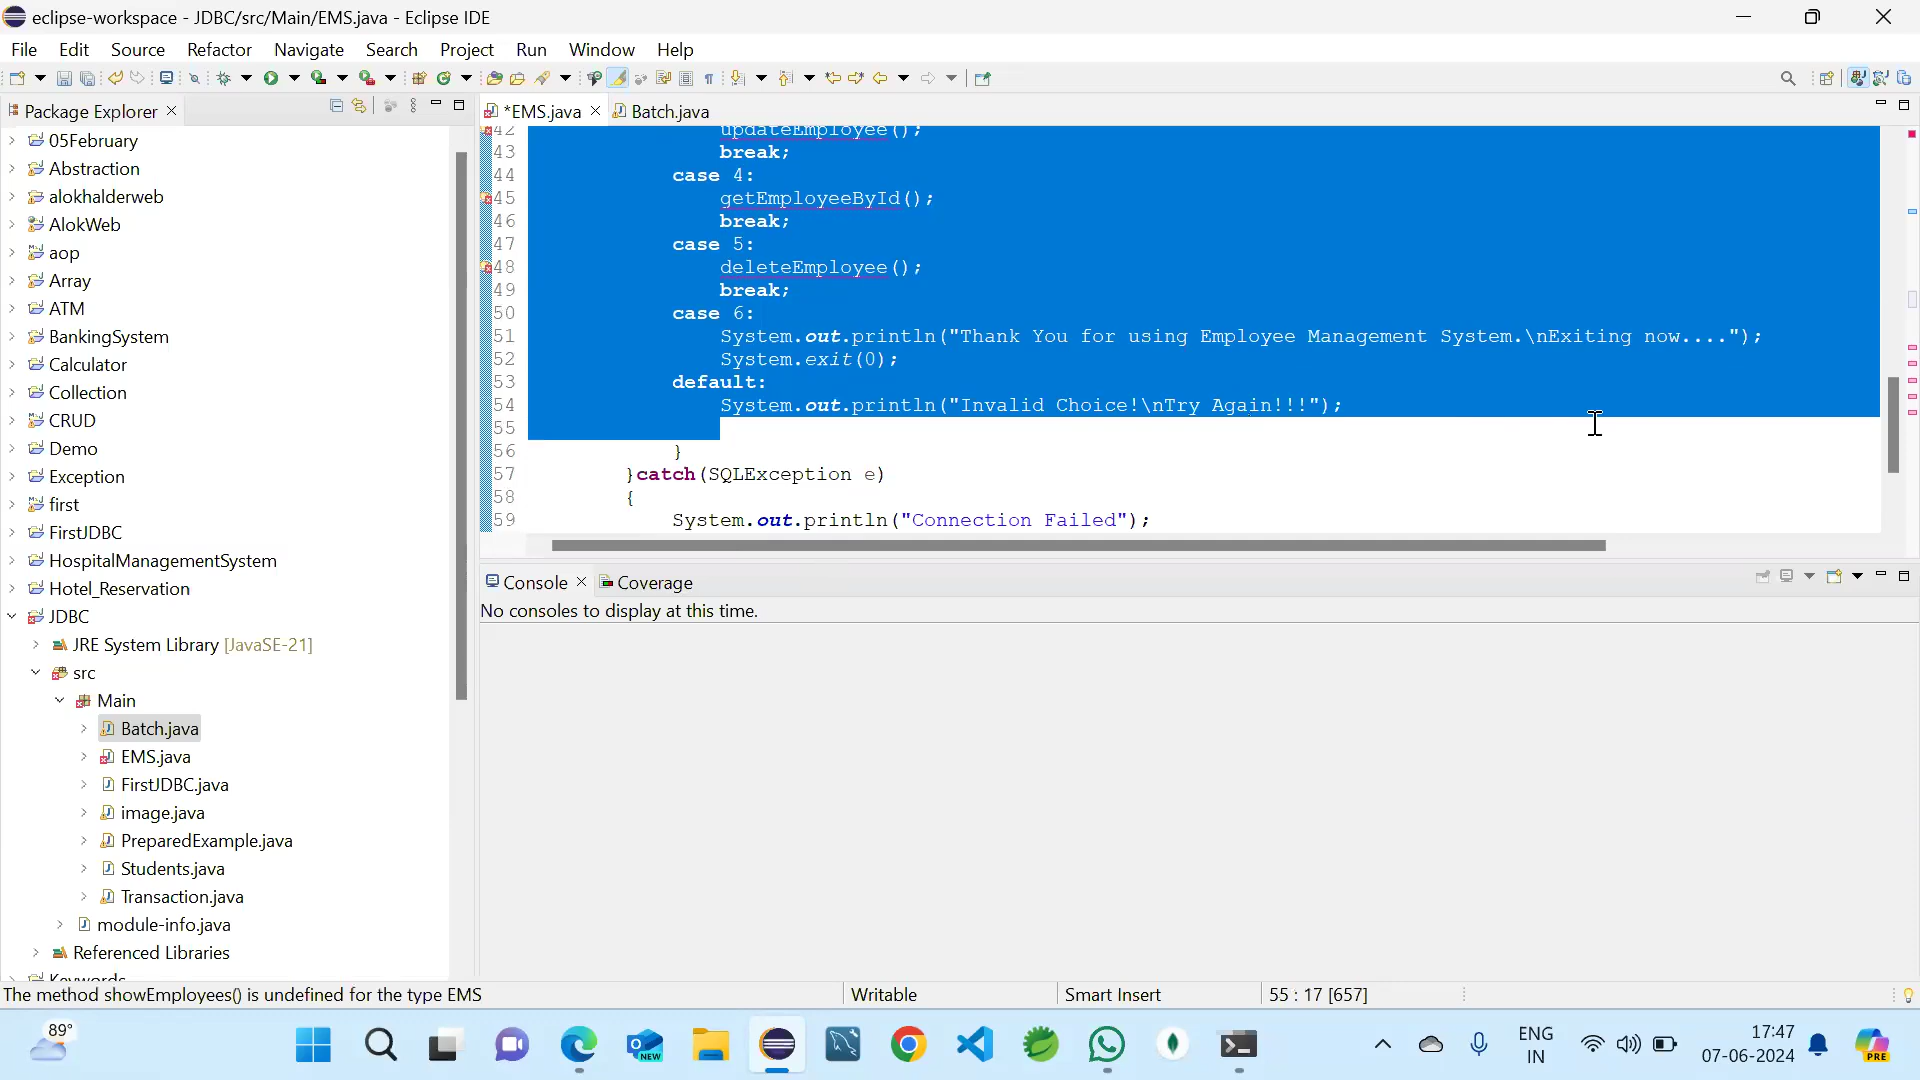 eclipse-workspace - JDBC/src/Main/EMS.java - Eclipse IDE
File Edit Source Refactor Navigate Search Project Run Window Help
Package Explorer
*EMS.java Batch.java
05February
Abstraction
alokhalderweb
AlokWeb
aop
Array
ATM
BankingSystem
Calculator
Collection
CRUD
Demo
Exception
first
FirstJDBC
HospitalManagementSystem
Hotel_Reservation
JDBC
JRE System Library [JavaSE-21]
src
Main
Batch.java
EMS.java
FirstJDBC.java
image.java
PreparedExample.java
Students.java
Transaction.java
module-info.java
Referenced Libraries
Keywords
42 updateEmployee();
43 break;
44 case 4:
45 getEmployeeById();
46 break;
47 case 5:
48 deleteEmployee();
49 break;
50 case 6:
51 System.out.println("Thank You for using Employee Management System.\nExiting now....");
52 System.exit(0);
53 default:
54 System.out.println("Invalid Choice!\nTry Again!!!");
55
56 }
57 }catch(SQLException e)
58 {
59 System.out.println("Connection Failed");
Console Coverage
No consoles to display at this time.
The method showEmployees() is undefined for the type EMS
Writable
Smart Insert
55 : 17 [657]
89°
NEW
ENG
IN
17:47
07-06-2024
PRE